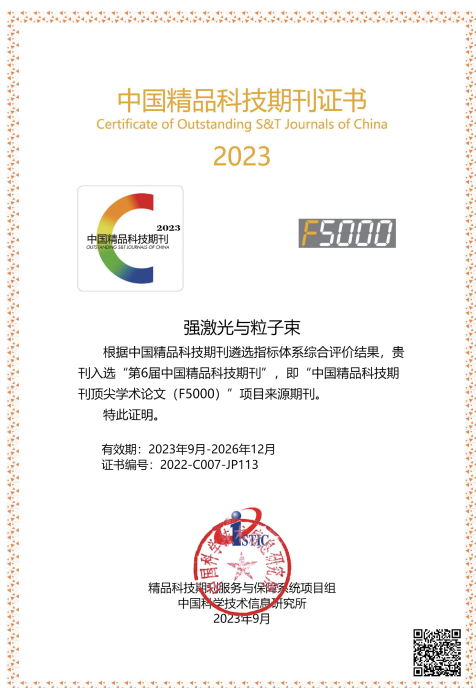 中国精品科技期刊证书
Certificate of Outstanding S&T Journals of China
2023
2023
中国精品科技期刊
OUTSTANDING S&T JOURNALS OF CHINA
F5000
强激光与粒子束
根据中国精品科技期刊遴选指标体系综合评价结果，贵
刊入选“第6届中国精品科技期刊”，即“中国精品科技期
刊顶尖学术论文（F5000）”项目来源期刊。
特此证明。
有效期：2023年9月-2026年12月
证书编号：2022-C007-JP113
ISTIC
精品科技期刊服务与保障系统项目组
中国科学技术信息研究所
2023年9月